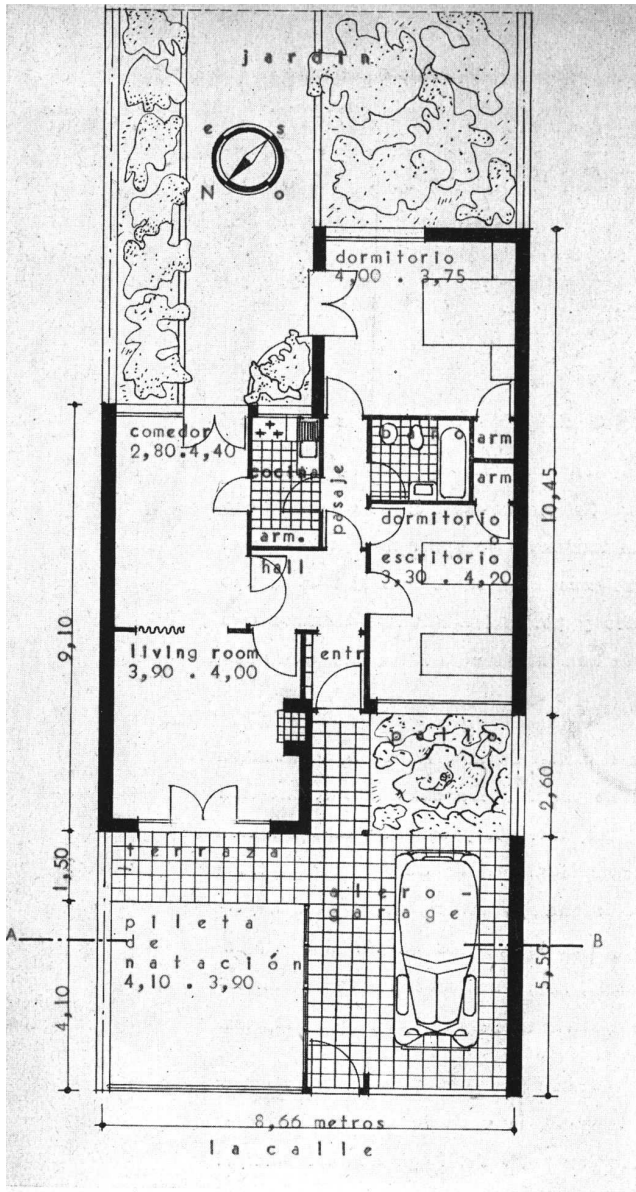 jardín
e s
N o
dormitorio
4,00 . 3,75
comedor
2,80.4,40
cocina
arm.
pasaje
baño
arm
arm
dormitorio
o
escritorio
3,30 . 4,20
hall
living room
3,90 . 4,00
entr
patio
10,45
9,10
2,60
terraza
1,50
alero -
garage
pileta
de
natación
4,10 . 3,90
A
B
5,50
4,10
8,66 metros
la calle